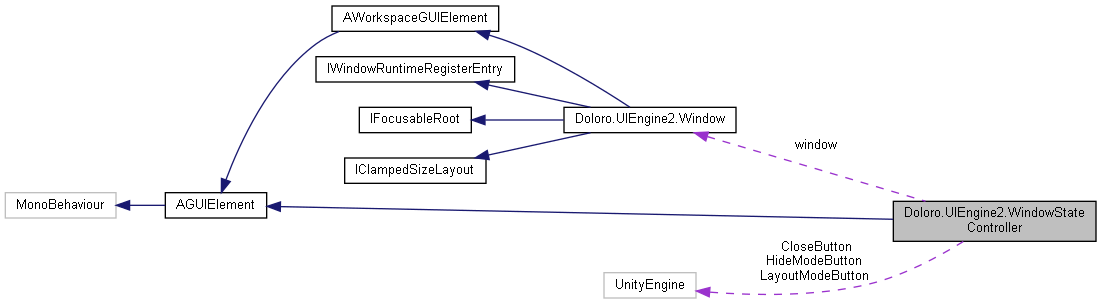 AWorkspaceGUIElement
IWindowRuntimeRegisterEntry
IFocusableRoot
Doloro.UIEngine2.Window
window
IClampedSizeLayout
MonoBehaviour
AGUIElement
Doloro.UIEngine2.WindowState
Controller
CloseButton
HideModeButton
LayoutModeButton
UnityEngine